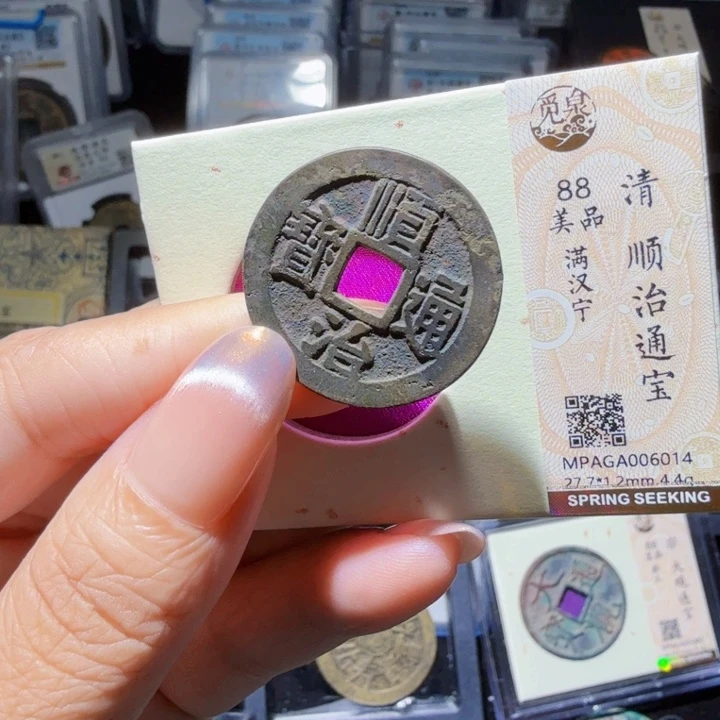 順治通寶
覓泉
88
美品
满汉宁
清 顺治通宝
MPAGA006014
27.7*1.2mm,4.4g
SPRING SEEKING